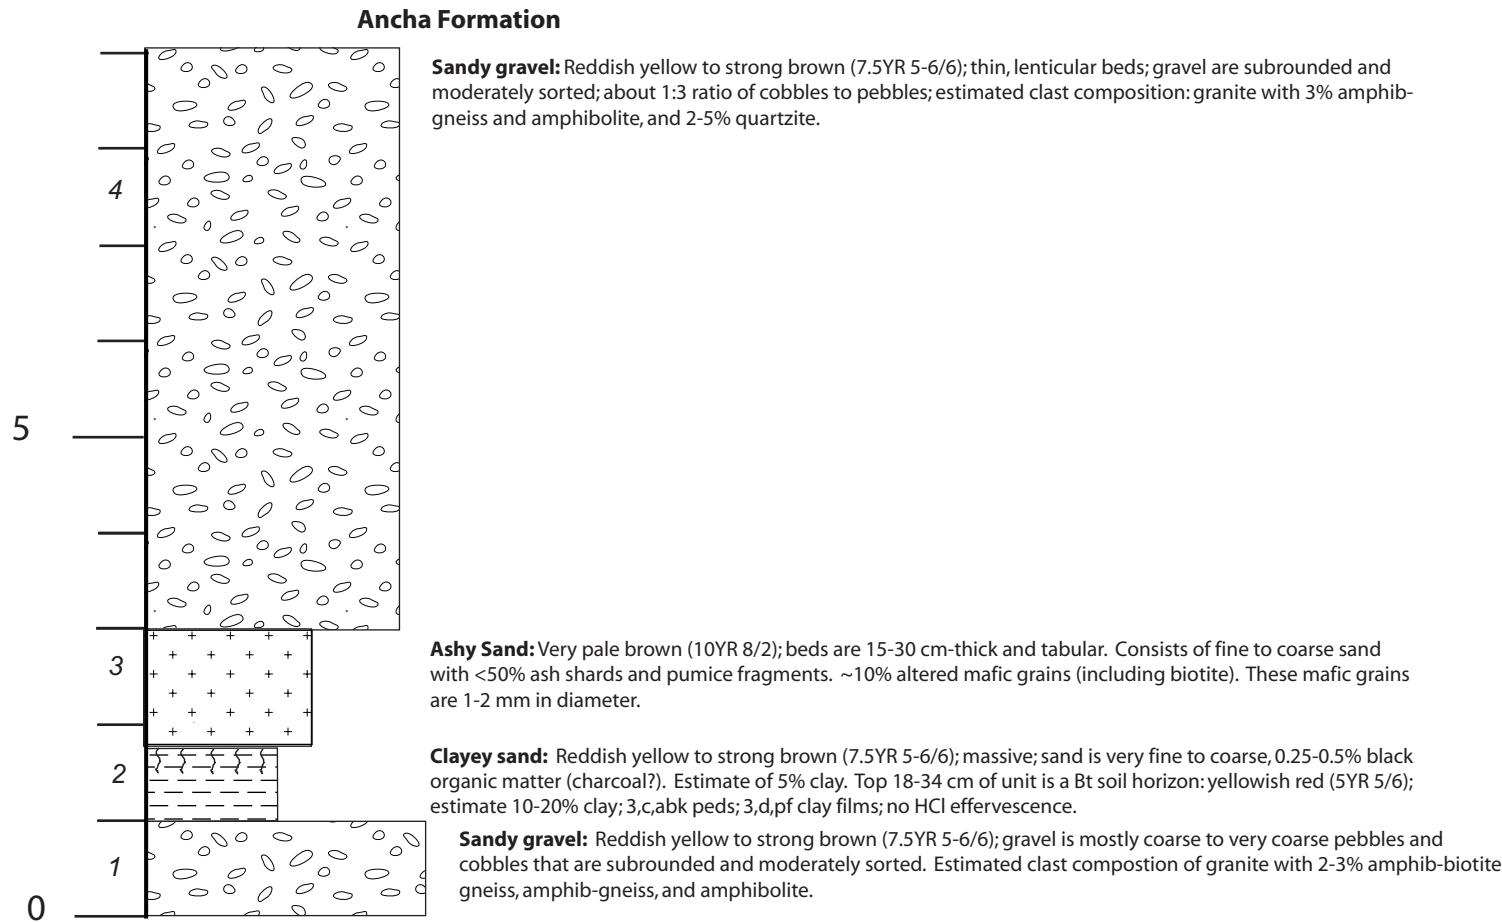 Ancha Formation
Sandy gravel: Reddish yellow to strong brown (7.5YR 5-6/6); thin, lenticular beds; gravel are subrounded and
moderately sorted; about 1:3 ratio of cobbles to pebbles; estimated clast composition: granite with 3% amphib-
gneiss and amphibolite, and 2-5% quartzite.
4
5
3
Ashy Sand: Very pale brown (10YR 8/2); beds are 15-30 cm-thick and tabular. Consists of fine to coarse sand
with <50% ash shards and pumice fragments. ~10% altered mafic grains (including biotite). These mafic grains
are 1-2 mm in diameter.
2
Clayey sand: Reddish yellow to strong brown (7.5YR 5-6/6); massive; sand is very fine to coarse, 0.25-0.5% black
organic matter (charcoal?). Estimate of 5% clay. Top 18-34 cm of unit is a Bt soil horizon: yellowish red (5YR 5/6);
estimate 10-20% clay; 3,c,abk peds; 3,d,pf clay films; no HCl effervescence.
1
Sandy gravel: Reddish yellow to strong brown (7.5YR 5-6/6); gravel is mostly coarse to very coarse pebbles and
cobbles that are subrounded and moderately sorted. Estimated clast compostion of granite with 2-3% amphib-biotite
gneiss, amphib-gneiss, and amphibolite.
0